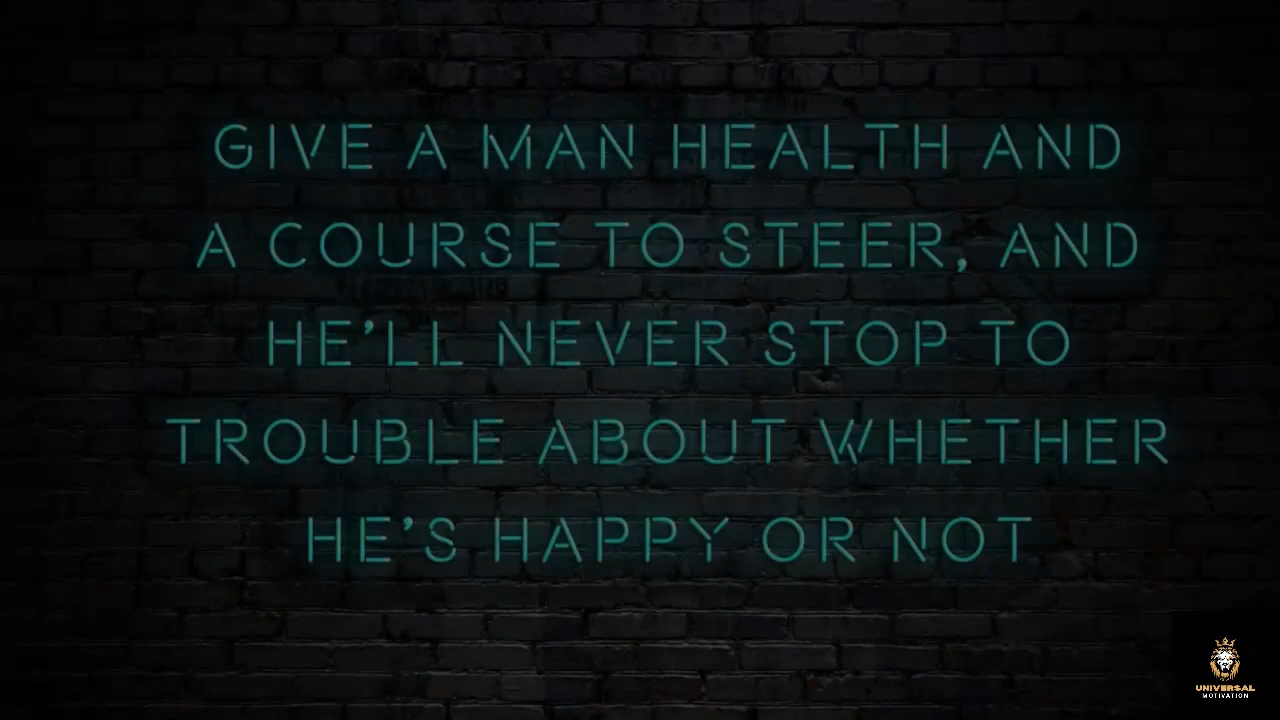 GIVE A MAN HEALTH AND
A COURSE TO STEER, AND
HE’LL NEVER STOP TO
TROUBLE ABOUT WHETHER
HE’S HAPPY OR NOT
UNIVERSAL
MOTIVATION